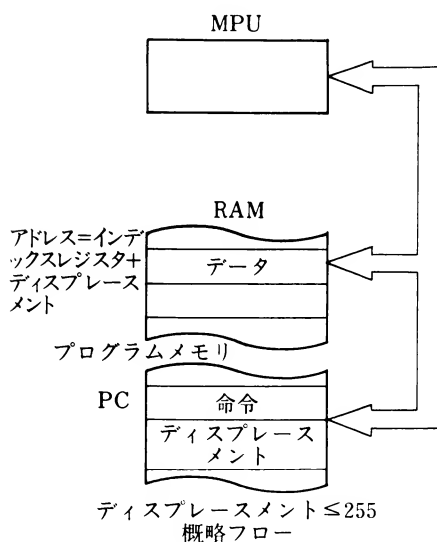 MPU
RAM
アドレス=インデ
ックスレジスタ+
ディスプレース
メント
データ
プログラムメモリ
PC
命令
ディスプレース
メント
ディスプレースメント≤255
概略フロー